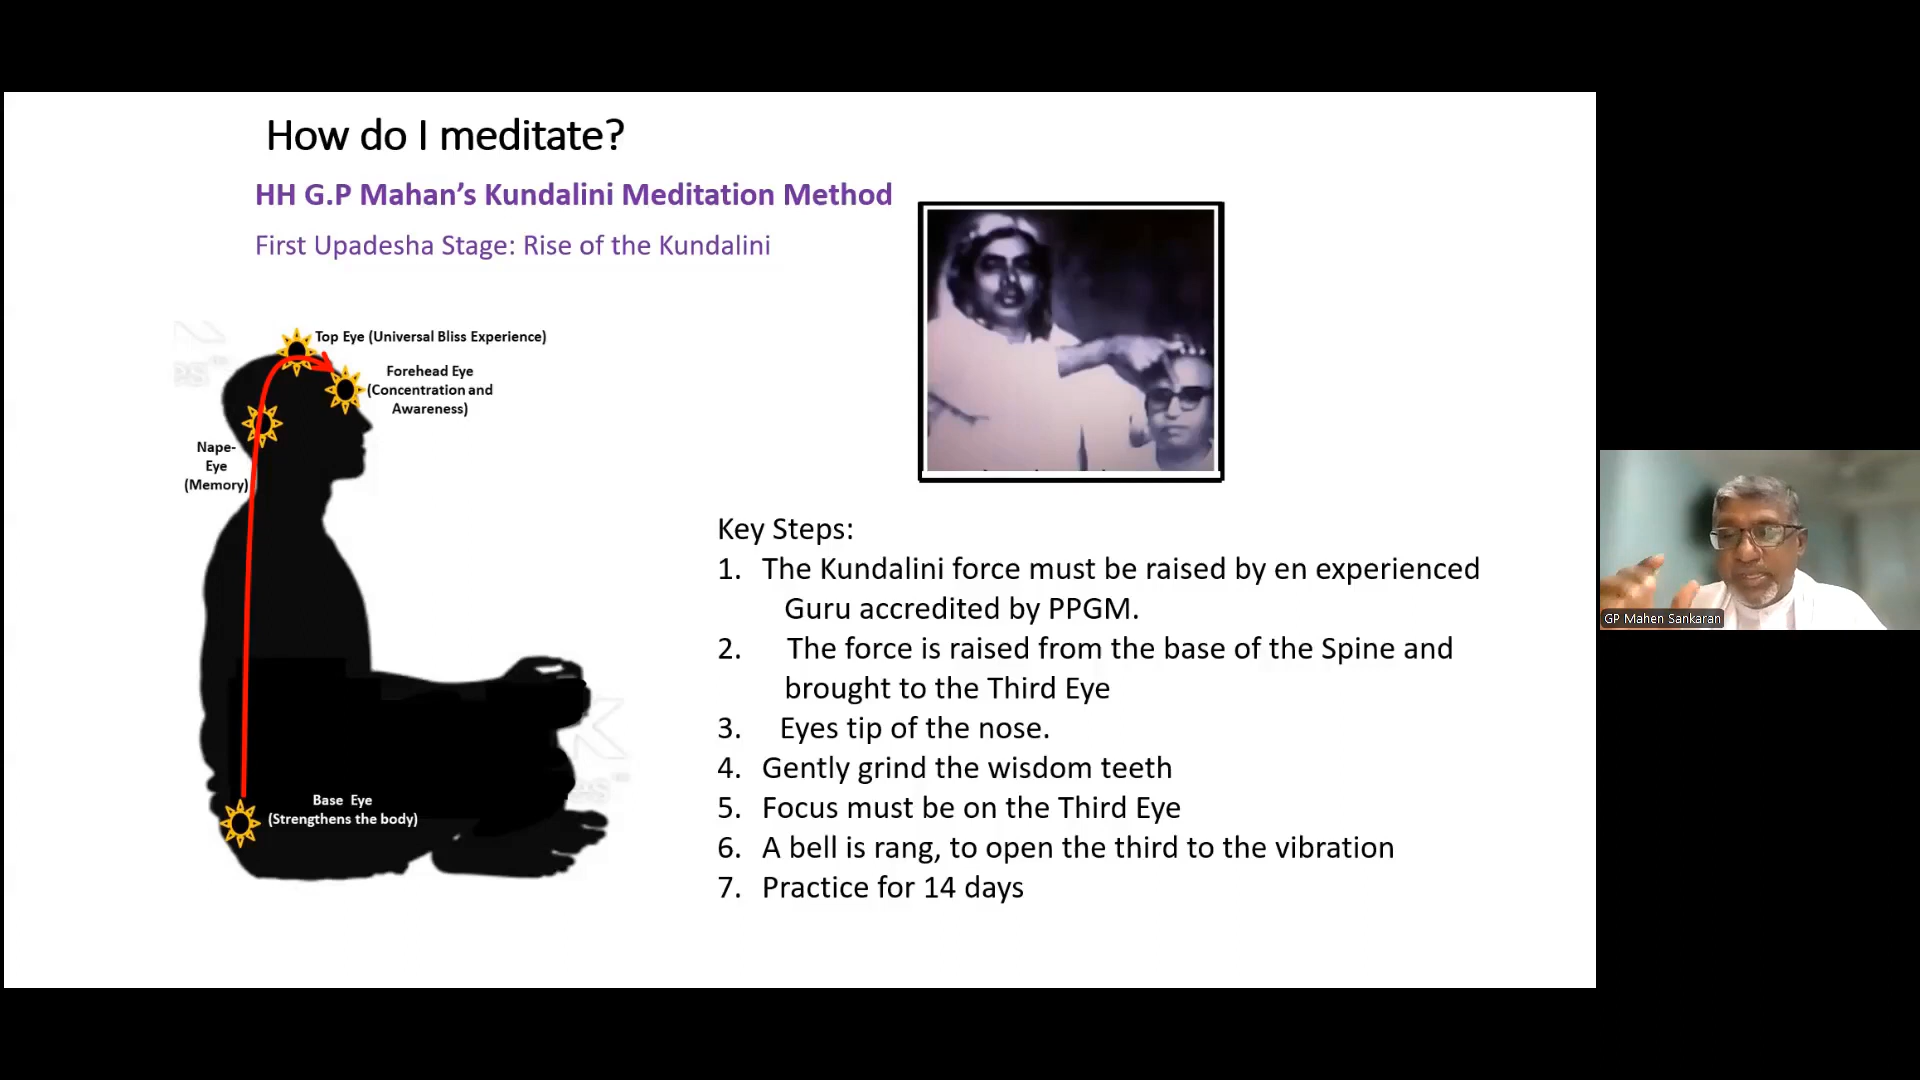 How do I meditate?
HH G.P Mahan's Kundalini Meditation Method
First Upadesha Stage: Rise of the Kundalini
Top Eye (Universal Bliss Experience)
Forehead Eye
(Concentration and
Awareness)
Nape-
Eye
(Memory)
Base Eye
(Strengthens the body)
Key Steps:
1. The Kundalini force must be raised by en experienced
Guru accredited by PPGM.
2. The force is raised from the base of the Spine and
brought to the Third Eye
3. Eyes tip of the nose.
4. Gently grind the wisdom teeth
5. Focus must be on the Third Eye
6. A bell is rang, to open the third to the vibration
7. Practice for 14 days
GP Mahen Sankaran